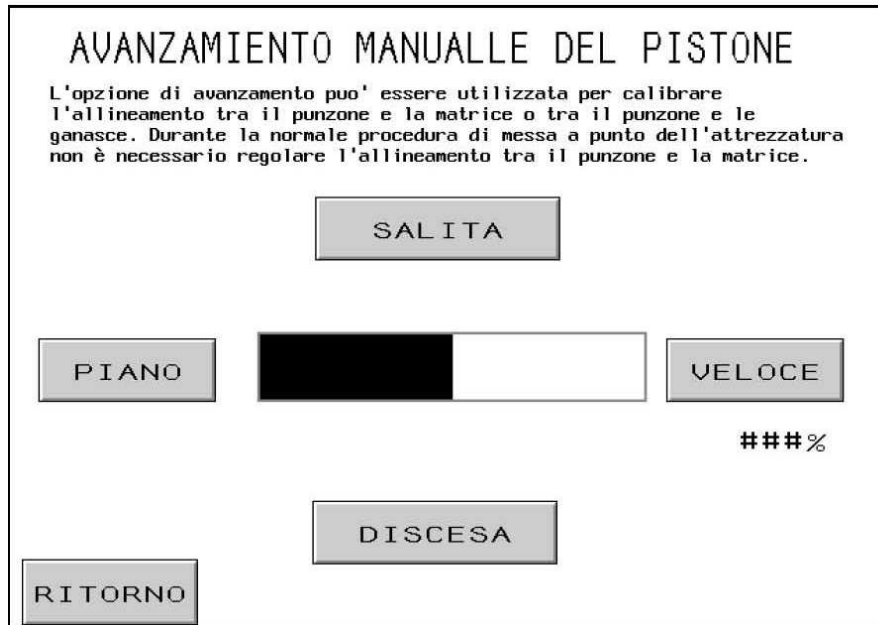 AVANZAMIENTO MANUALLE DEL PISTONE
L'opzione di avanzamento puo' essere utilizzata per calibrare
l'allineamento tra il punzone e la matrice o tra il punzone e le
ganasce. Durante la normale procedura di messa a punto dell'attrezzatura
non è necessario regolare l'allineamento tra il punzone e la matrice.
SALITA
PIANO
VELOCE
###%
DISCESA
RITORNO